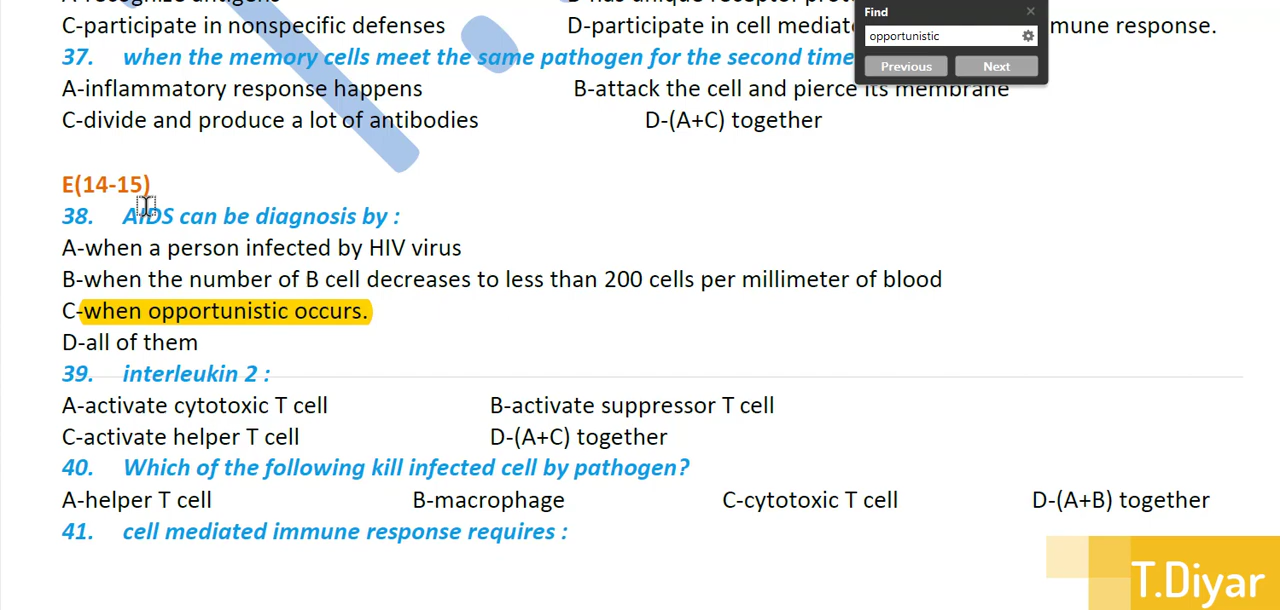 A-recognize antigens
Find
C-participate in nonspecific defenses D-participate in cell mediate mune response.
opportunistic
Previous Next
37. when the memory cells meet the same pathogen for the second time
A-inflammatory response happens B-attack the cell and pierce its membrane
C-divide and produce a lot of antibodies D-(A+C) together
E(14-15)
38. AIDS can be diagnosis by :
A-when a person infected by HIV virus
B-when the number of B cell decreases to less than 200 cells per millimeter of blood
C-when opportunistic occurs.
D-all of them
39. interleukin 2 :
A-activate cytotoxic T cell B-activate suppressor T cell
C-activate helper T cell D-(A+C) together
40. Which of the following kill infected cell by pathogen?
A-helper T cell B-macrophage C-cytotoxic T cell D-(A+B) together
41. cell mediated immune response requires :
T.Diyar